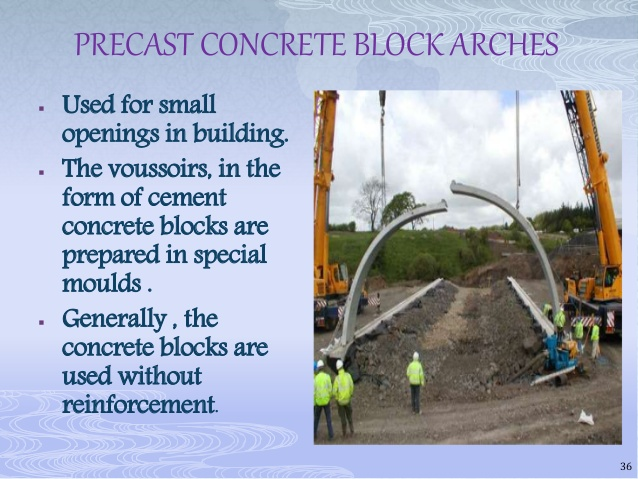 PRECAST CONCRETE BLOCK ARCHES
▪ Used for small
openings in building.
▪ The voussoirs, in the
form of cement
concrete blocks are
prepared in special
moulds .
▪ Generally , the
concrete blocks are
used without
reinforcement.
36